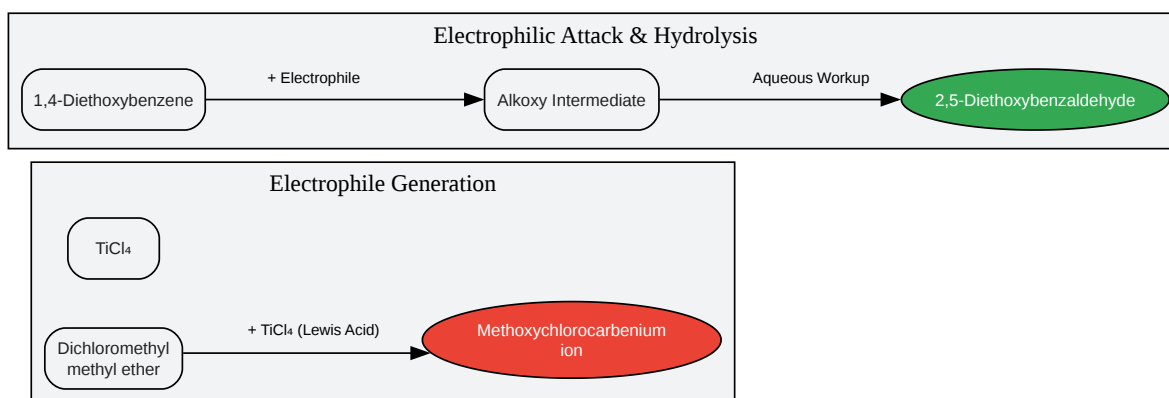 Electrophilic Attack & Hydrolysis
1,4-Diethoxybenzene
+ Electrophile
Alkoxy Intermediate
Aqueous Workup
2,5-Diethoxybenzaldehyde
Electrophile Generation
TiCl₄
Dichloromethyl
methyl ether
+ TiCl₄ (Lewis Acid)
Methoxychlorocarbenium
ion